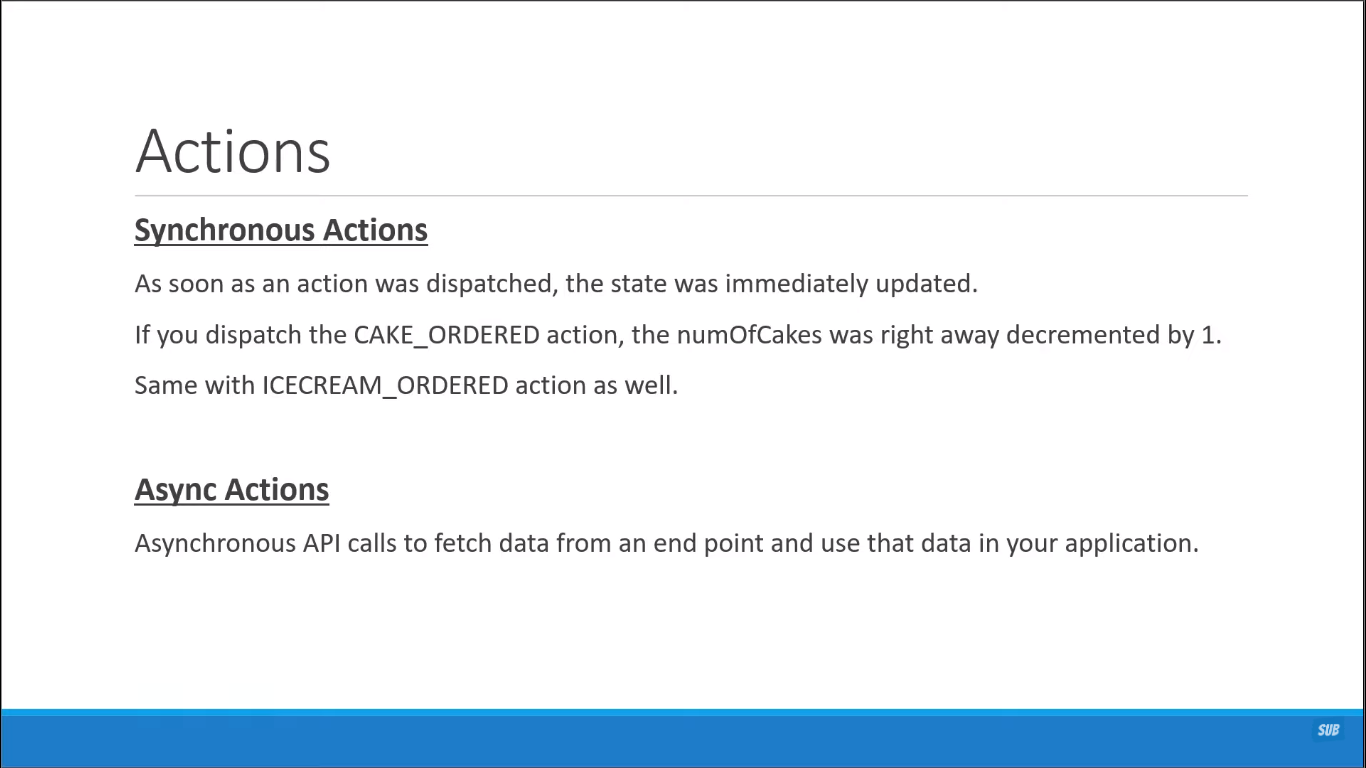 Actions
Synchronous Actions
As soon as an action was dispatched, the state was immediately updated.
If you dispatch the CAKE_ORDERED action, the numOfCakes was right away decremented by 1.
Same with ICECREAM_ORDERED action as well.
Async Actions
Asynchronous API calls to fetch data from an end point and use that data in your application.
SUB